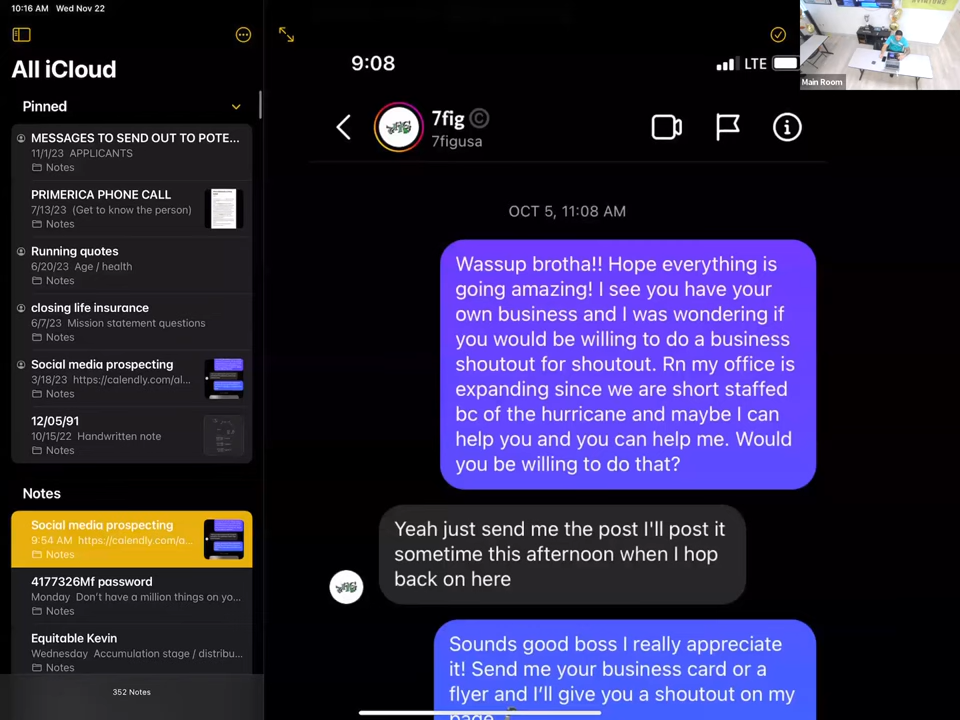 10:16 AM Wed Nov 22
All iCloud
Pinned
MESSAGES TO SEND OUT TO POTE...
11/1/23 APPLICANTS
Notes
PRIMERICA PHONE CALL
7/13/23 (Get to know the person)
Notes
Running quotes
6/20/23 Age / health
Notes
closing life insurance
6/7/23 Mission statement questions
Notes
Social media prospecting
3/18/23 https://calendly.com/al...
Notes
12/05/91
10/15/22 Handwritten note
Notes
Notes
Social media prospecting
9:54 AM https://calendly.com/a...
Notes
4177326Mf password
Monday Don't have a million things on yo...
Notes
Equitable Kevin
Wednesday Accumulation stage / distribu...
Notes
352 Notes
9:08
LTE
7fig ©
7figusa
OCT 5, 11:08 AM
Wassup brotha!! Hope everything is
going amazing! I see you have your
own business and I was wondering if
you would be willing to do a business
shoutout for shoutout. Rn my office is
expanding since we are short staffed
bc of the hurricane and maybe I can
help you and you can help me. Would
you be willing to do that?
Yeah just send me the post I'll post it
sometime this afternoon when I hop
back on here
Sounds good boss I really appreciate
it! Send me your business card or a
flyer and I'll give you a shoutout on my
page
Main Room